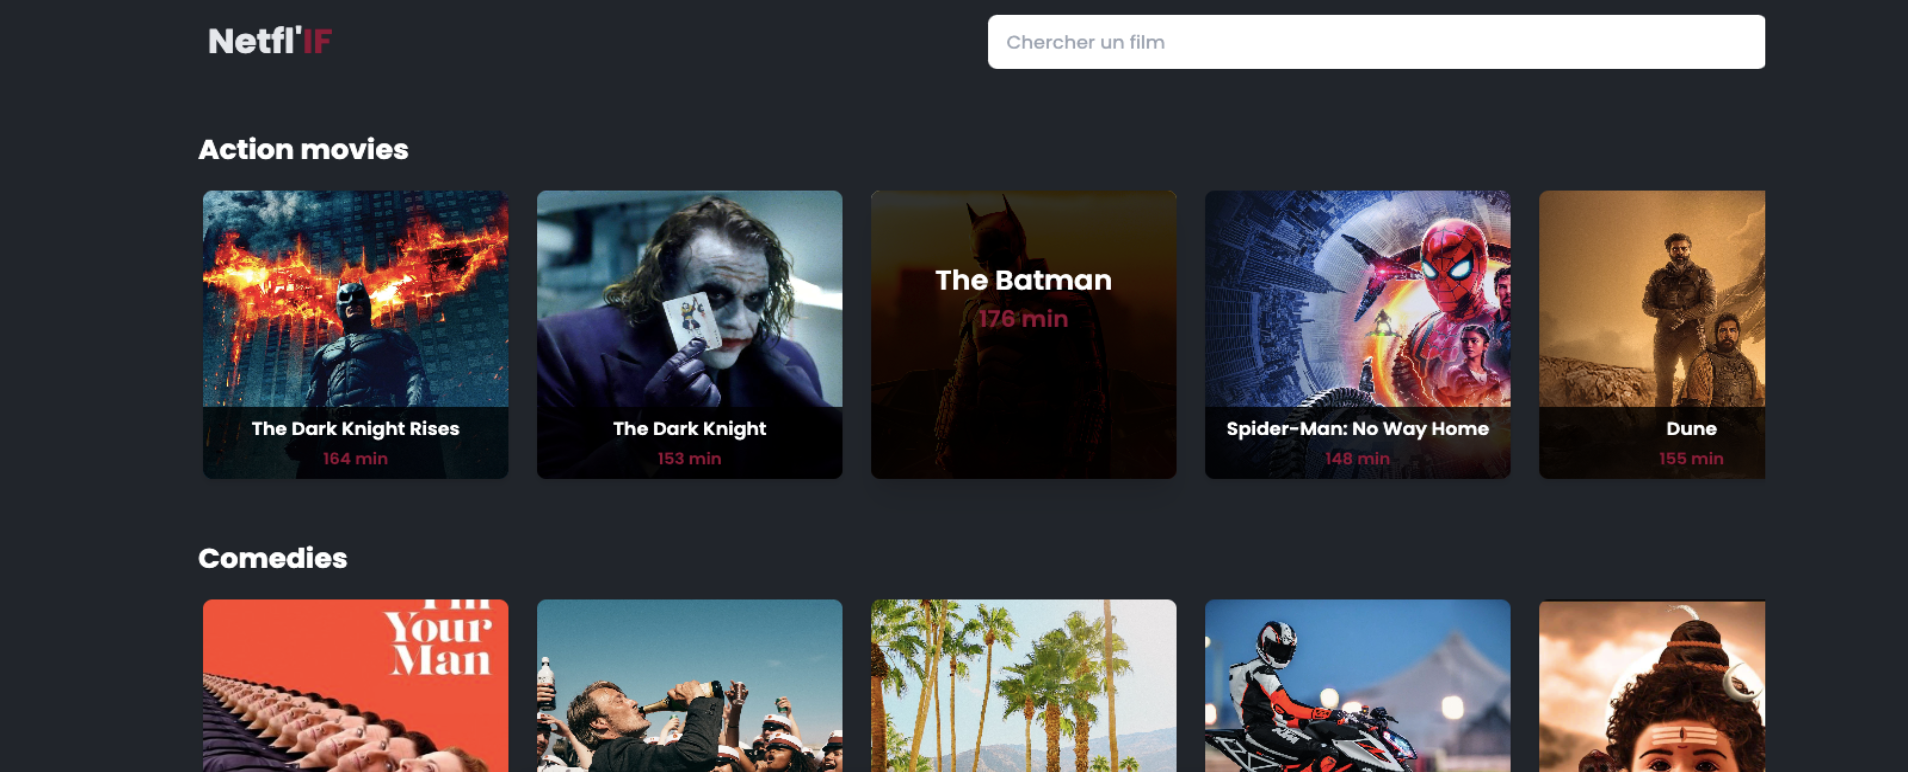 Netfl'IF
Chercher un film
Action movies
The Batman
176 min
The Dark Knight Rises
164 min
The Dark Knight
153 min
Spider-Man: No Way Home
148 min
Dune
155 min
Comedies
Your
Man